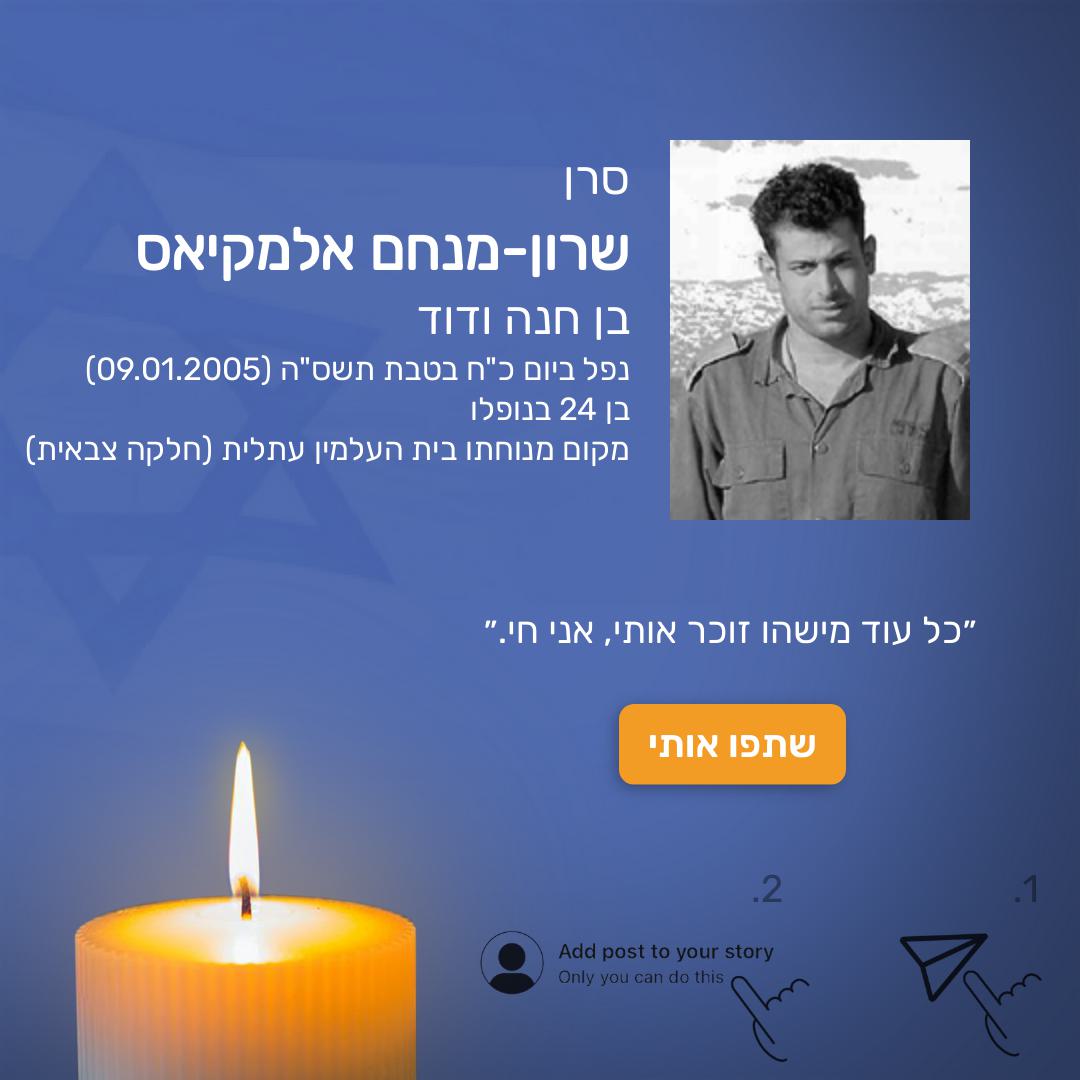 סרן
שרון-מנחם אלמקיאס
בן חנה ודוד
נפל ביום כ"ח בטבת תשס"ה (09.01.2005)
בן 24 בנופלו
מקום מנוחתו בית העלמין עתלית (חלקה צבאית)
״כל עוד מישהו זוכר אותי, אני חי.״
שתפו אותי
1.
2.
Add post to your story
Only you can do this